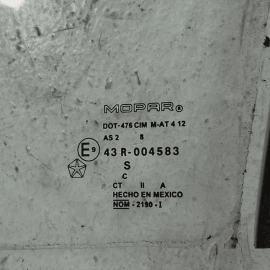 MOPAR®
DOT-476 CIM M-AT 4 12
AS 2 8
E9 43 R-004583
S
C
CT II A
HECHO EN MEXICO
NOM - 2190 - I